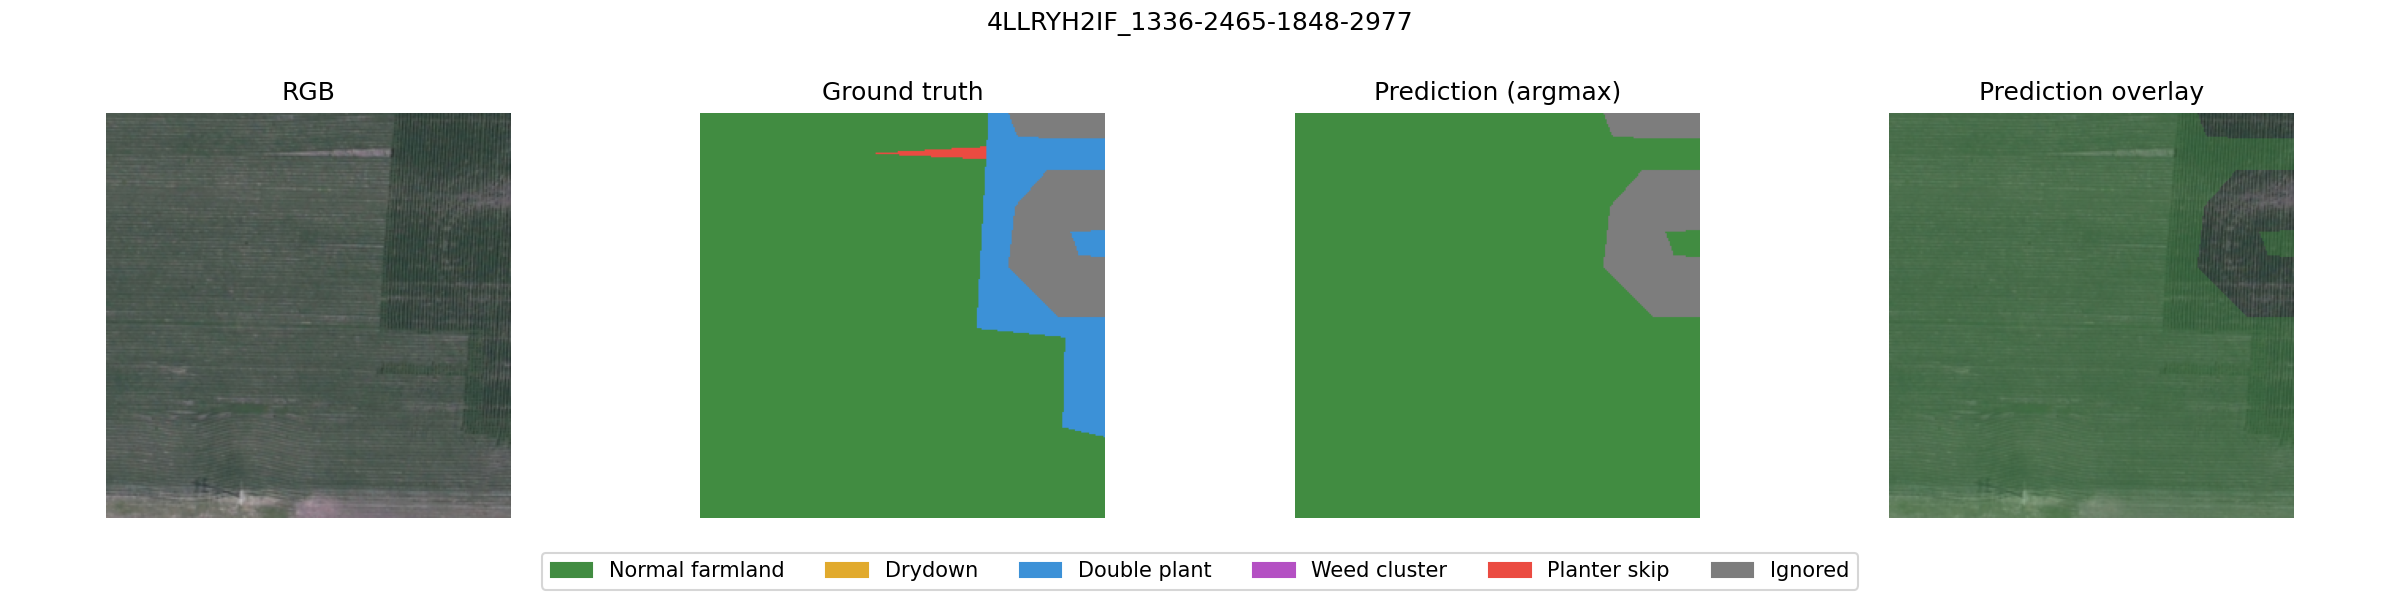 4LLRYH2IF_1336-2465-1848-2977
RGB
Ground truth
Prediction (argmax)
Prediction overlay
Normal farmland
Drydown
Double plant
Weed cluster
Planter skip
Ignored